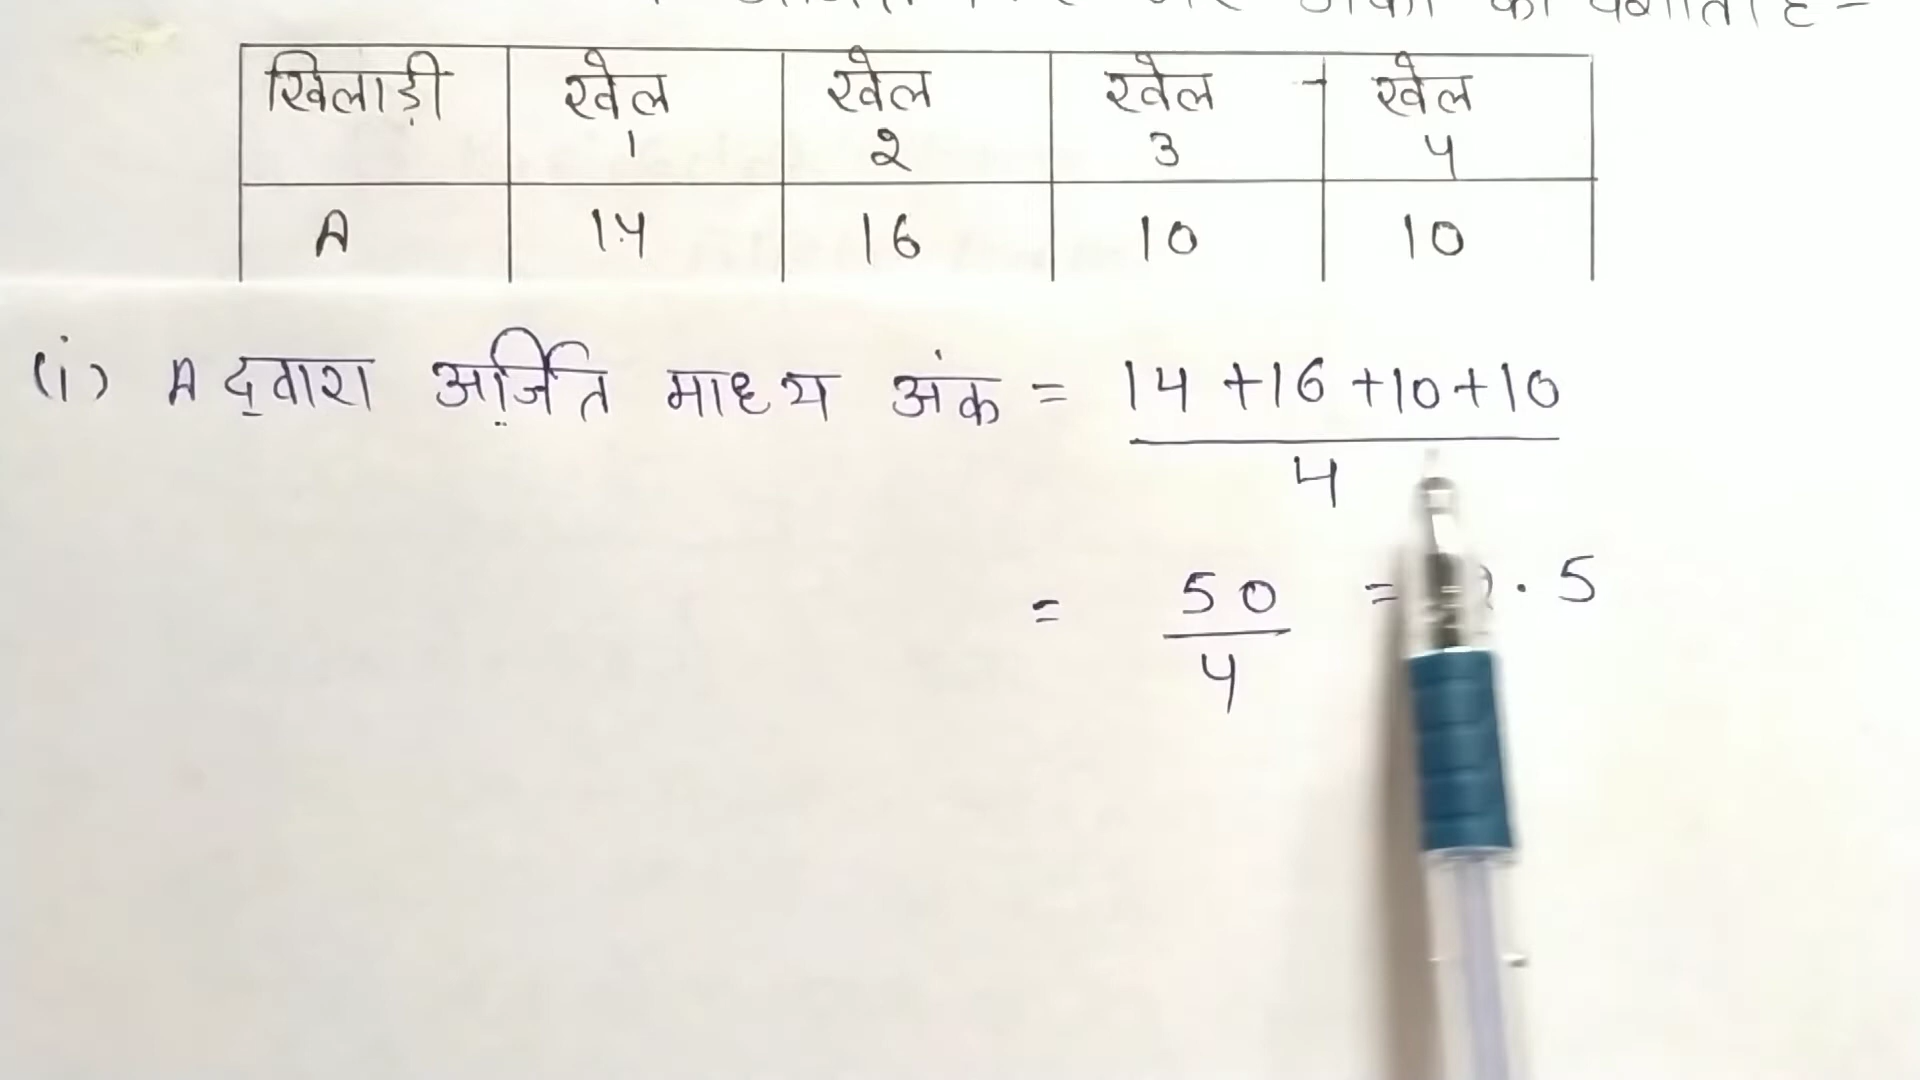 खिलाड़ी खेल 1 खेल 2 खेल 3 खेल 4
A 14 16 10 10
(i) A द्वारा अर्जित माध्य अंक = 14 + 16 + 10 + 10
4
= 50 = . 5
4